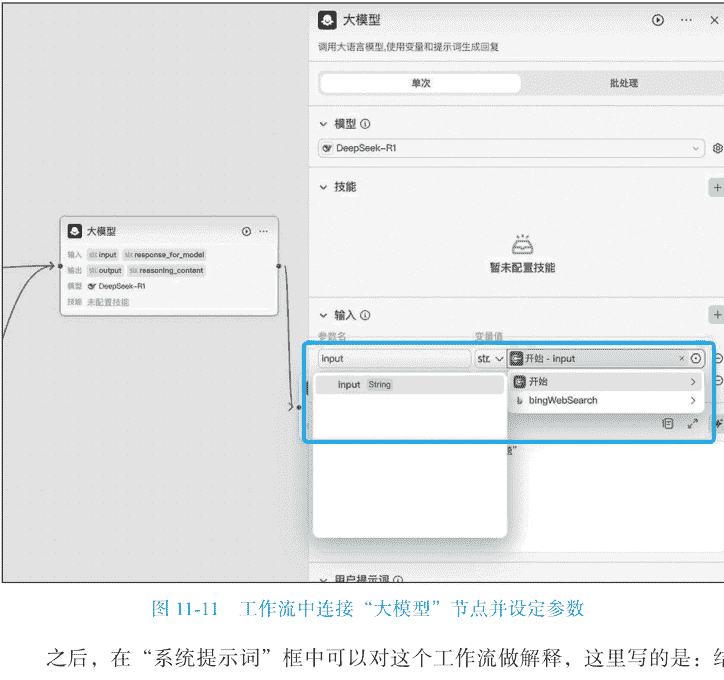 大模型
调用大语言模型,使用变量和提示词生成回复
单次 批处理
模型
DeepSeek-R1
技能
暂未配置技能
大模型
输入 str. input str. response_for_model
输出 str. output str. reasoning_content
模型 DeepSeek-R1
技能 未配置技能
输入
参数名 变量值
input str. 开始 - input
input String
开始
bingWebSearch
用户提示词
图 11-11 工作流中连接“大模型”节点并设定参数
之后，在“系统提示词”框中可以对这个工作流做解释，这里写的是：结